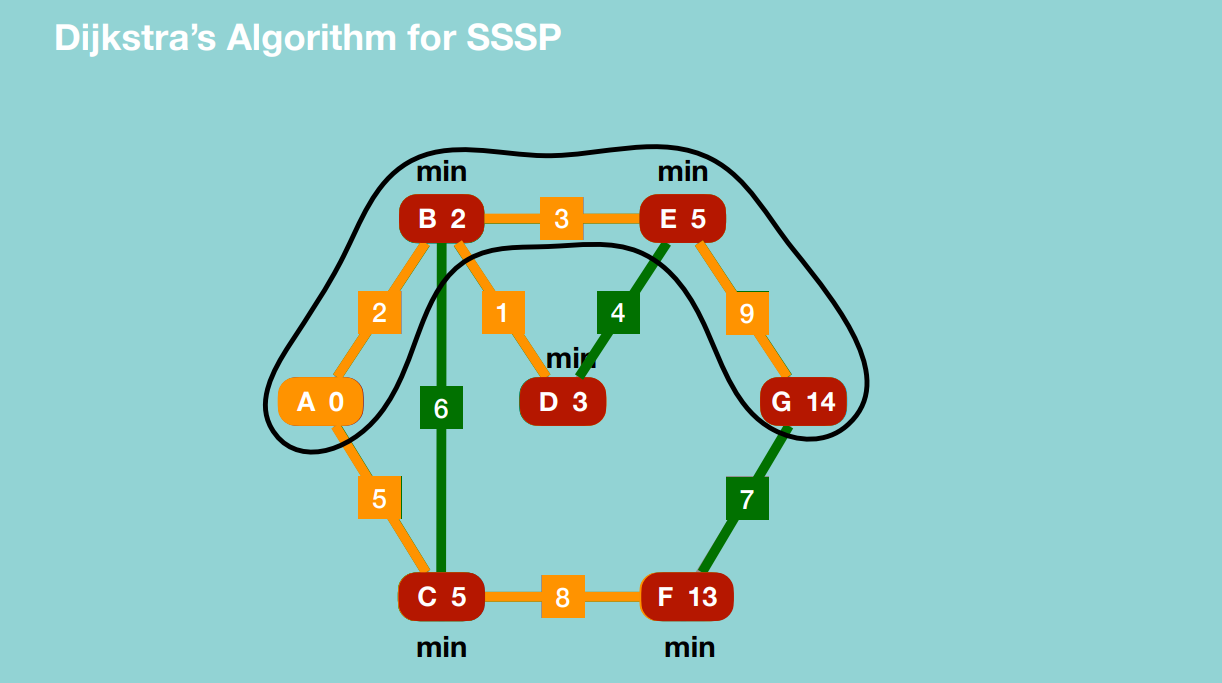 Dijkstra’s Algorithm for SSSP
min min
B 2 3 E 5
2 1 4 9
min
A 0 6 D 3 G 14
5 7
C 5 8 F 13
min min